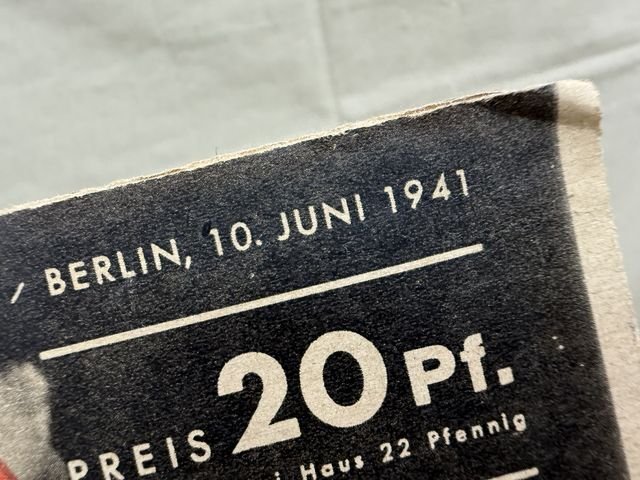 / BERLIN, 10. JUNI 1941
PREIS 20 Pf.
Haus 22 Pfennig